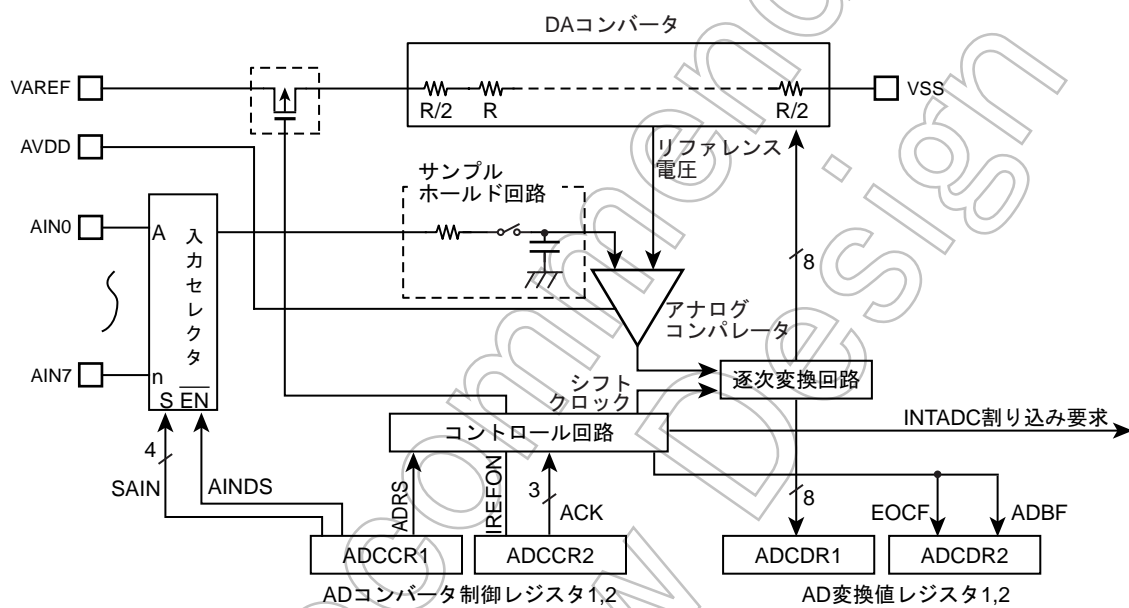 DAコンバータ
VAREF
R/2
R
R/2
VSS
AVDD
リファレンス
電圧
サンプル
ホールド回路
AIN0
A
入力セレクタ
8
アナログ
コンパレータ
AIN7
n
S
EN
シフト
クロック
逐次変換回路
コントロール回路
INTADC割り込み要求
4
SAIN
AINDS
ADRS
IREFON
3
ACK
8
EOCF
ADBF
ADCCR1
ADCCR2
ADCDR1
ADCDR2
ADコンバータ制御レジスタ1,2
AD変換値レジスタ1,2